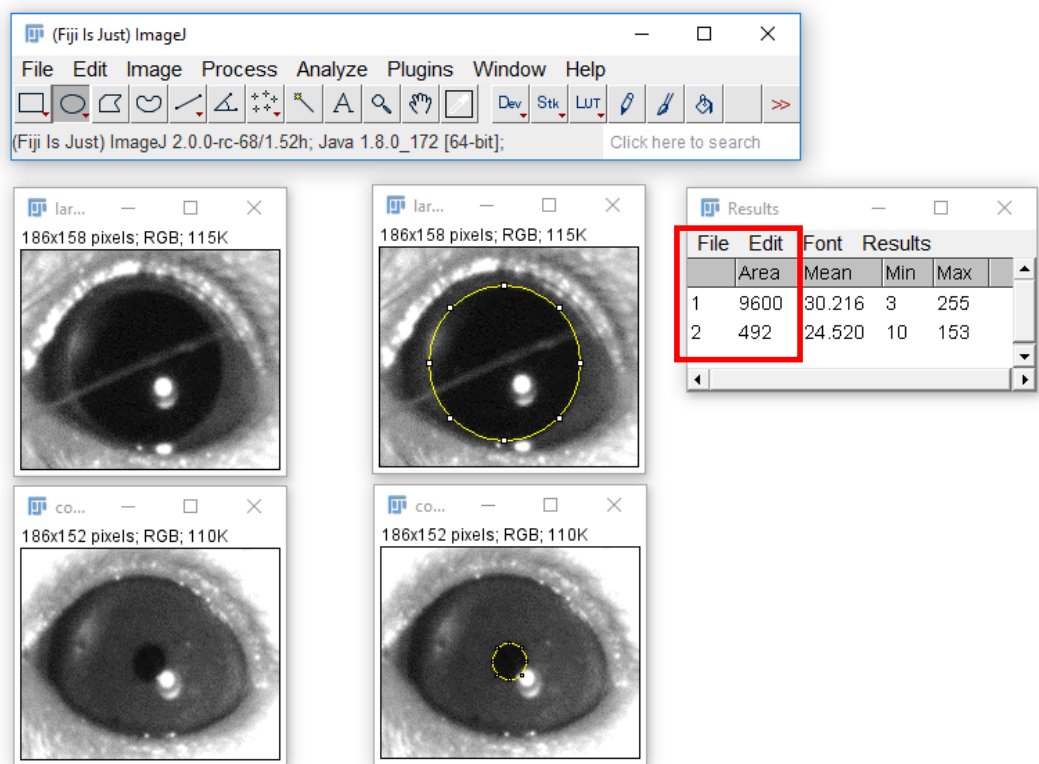 (Fiji Is Just) ImageJ
File Edit Image Process Analyze Plugins Window Help
A Dev Stk LUT >>
(Fiji Is Just) ImageJ 2.0.0-rc-68/1.52h; Java 1.8.0_172 [64-bit]; Click here to search
lar...
186x158 pixels; RGB; 115K
lar...
186x158 pixels; RGB; 115K
Results
File Edit Font Results
Area Mean Min Max
1 9600 30.216 3 255
2 492 24.520 10 153
co...
186x152 pixels; RGB; 110K
co...
186x152 pixels; RGB; 110K